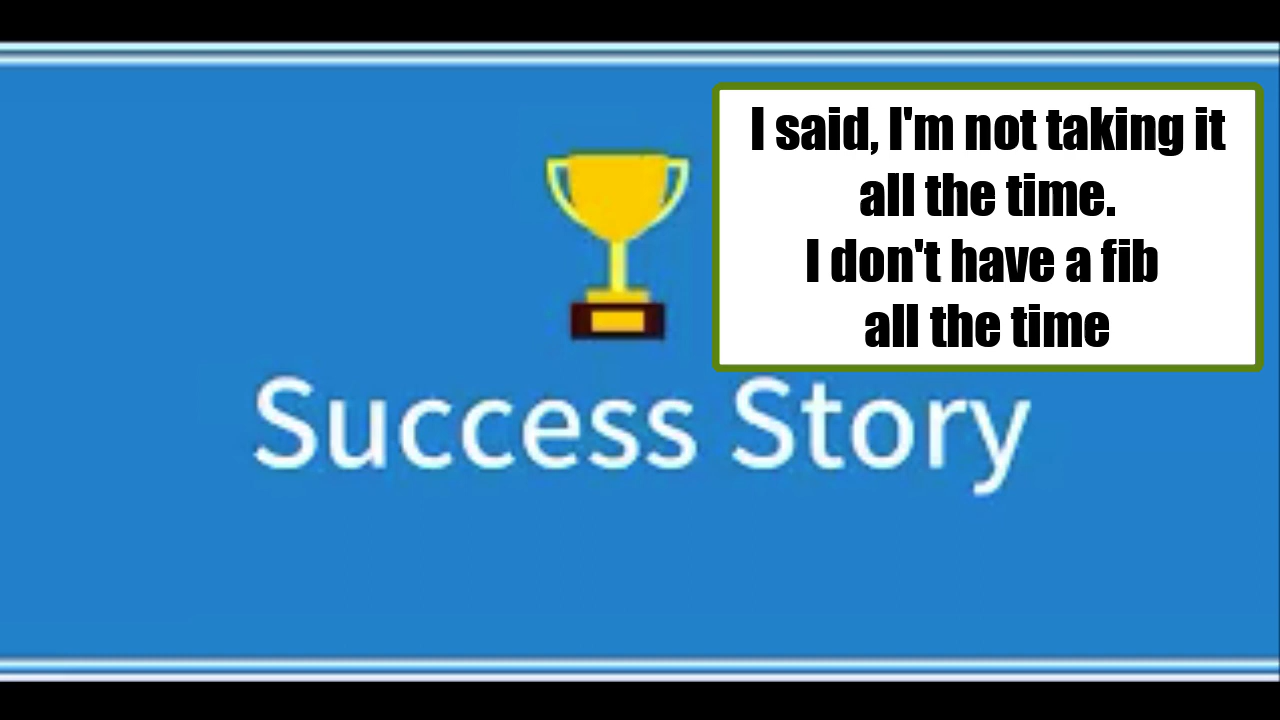 I said, I'm not taking it
all the time.
I don't have a fib
all the time
Success Story